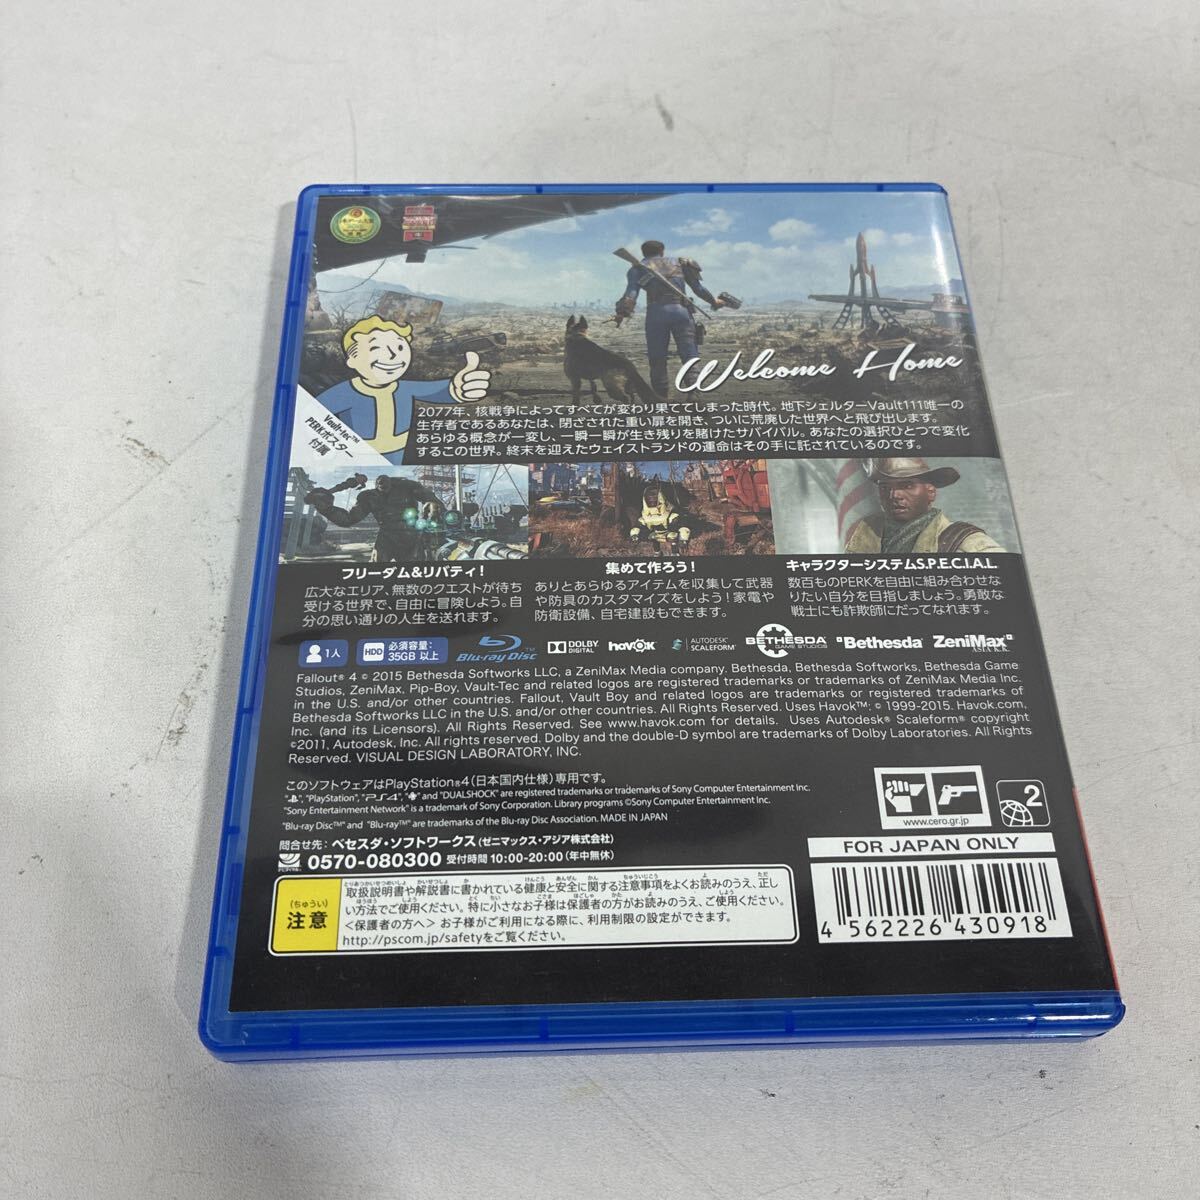 Welcome Home
Vault-tec™
PERKポスター
付属
2077年、核戦争によってすべてが変わり果ててしまった時代。地下シェルターVault111唯一の
生存者であるあなたは、閉ざされた重い扉を開き、ついに荒廃した世界へと飛び出します。
あらゆる概念が一変し、一瞬一瞬が生き残りを賭けたサバイバル。あなたの選択ひとつで変化
するこの世界。終末を迎えたウェイストランドの運命はその手に託されているのです。
フリーダム&リバティ!
広大なエリア、無数のクエストが待ち
受ける世界で、自由に冒険しよう。自
分の思い通りの人生を送れます。
集めて作ろう!
ありとあらゆるアイテムを収集して武器
や防具のカスタマイズをしよう!家電や
防衛設備、自宅建設もできます。
キャラクターシステムS.P.E.C.I.A.L.
数百ものPERKを自由に組み合わせな
りたい自分を目指しましょう。勇敢な
戦士にも詐欺師にだってなれます。
1人
HDD 必須容量:
35GB 以上
Blu-ray Disc™
DOLBY
DIGITAL
havok
AUTODESK
SCALEFORM
BETHESDA
GAME STUDIOS
Bethesda
ZeniMax
ASIA K.K.
Fallout® 4 © 2015 Bethesda Softworks LLC, a ZeniMax Media company. Bethesda, Bethesda Softworks, Bethesda Game
Studios, ZeniMax, Pip-Boy, Vault-Tec and related logos are registered trademarks or trademarks of ZeniMax Media Inc.
in the U.S. and/or other countries. Fallout, Vault Boy and related logos are trademarks or registered trademarks of
Bethesda Softworks LLC in the U.S. and/or other countries. All Rights Reserved. Uses Havok™: © 1999-2015. Havok.com,
Inc. (and its Licensors). All Rights Reserved. See www.havok.com for details. Uses Autodesk® Scaleform® copyright
©2011, Autodesk, Inc. All rights reserved. Dolby and the double-D symbol are trademarks of Dolby Laboratories. All Rights
Reserved. VISUAL DESIGN LABORATORY, INC.
このソフトウェアはPlayStation®4(日本国内仕様)専用です。
" ", "PlayStation", "PS4", " " and "DUALSHOCK" are registered trademarks or trademarks of Sony Computer Entertainment Inc.
"Sony Entertainment Network" is a trademark of Sony Corporation. Library programs ©Sony Computer Entertainment Inc.
"Blu-ray Disc™" and "Blu-ray™" are trademarks of the Blu-ray Disc Association. MADE IN JAPAN
www.cero.gr.jp
2
問合せ先: ベセスダ・ソフトワークス(ゼニマックス・アジア株式会社)
0570-080300 受付時間 10:00-20:00(年中無休)
FOR JAPAN ONLY
(ちゅうい)
注意
取扱説明書や解説書に書かれている健康と安全に関する注意事項をよくお読みのうえ、正し
い方法でご使用ください。特に小さなお子様は保護者の方がお読みのうえ、ご使用ください。
<保護者の方へ> お子様がご利用になる際に、利用制限の設定ができます。
http://pscom.jp/safetyをご覧ください。
4 562226 430918